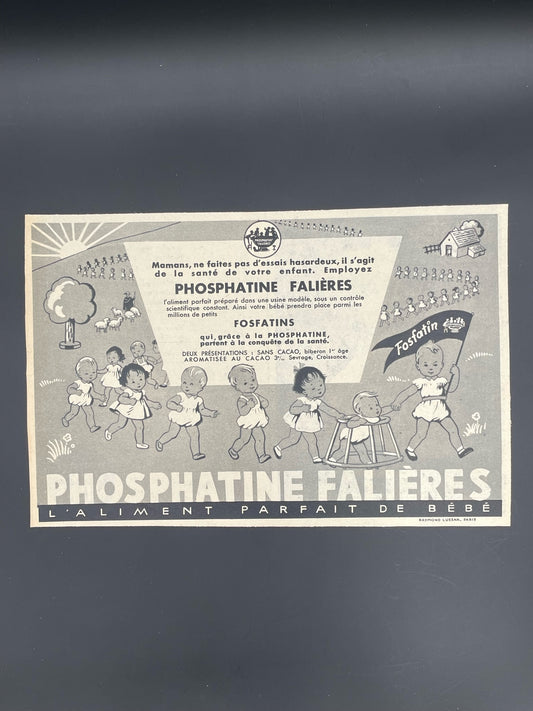 Mamans, ne faites pas d'essais hasardeux, il s'agit
de la santé de votre enfant. Employez
PHOSPHATINE FALIÈRES
l'aliment parfait préparé dans une usine modèle, sous un contrôle
scientifique constant. Ainsi votre bébé prendra place parmi les
millions de petits
FOSFATINS
qui, grâce à la PHOSPHATINE,
partent à la conquête de la santé.
DEUX PRÉSENTATIONS : SANS CACAO, biberon 1er âge
AROMATISÉE AU CACAO 3e., Sevrage, Croissance.
Fosfatin
PHOSPHATINE FALIÈRES
L'ALIMENT PARFAIT DE BÉBÉ
RAYMOND LUSSAN, PARIS